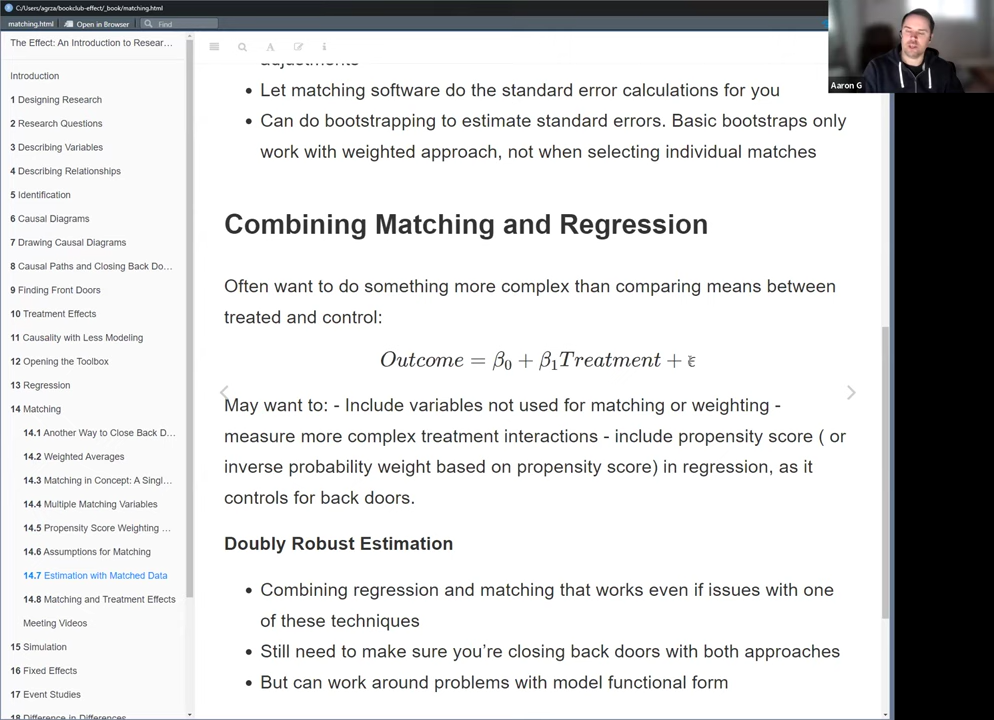 C:/Users/agrza/bookclub-effect/_book/matching.html
matching.html
Open in Browser
Find
Aaron G
The Effect: An Introduction to Resear...
Introduction
1 Designing Research
2 Research Questions
3 Describing Variables
4 Describing Relationships
5 Identification
6 Causal Diagrams
7 Drawing Causal Diagrams
8 Causal Paths and Closing Back Do...
9 Finding Front Doors
10 Treatment Effects
11 Causality with Less Modeling
12 Opening the Toolbox
13 Regression
14 Matching
14.1 Another Way to Close Back D...
14.2 Weighted Averages
14.3 Matching in Concept: A Singl...
14.4 Multiple Matching Variables
14.5 Propensity Score Weighting ...
14.6 Assumptions for Matching
14.7 Estimation with Matched Data
14.8 Matching and Treatment Effects
Meeting Videos
15 Simulation
16 Fixed Effects
17 Event Studies
18 Difference In Differences
adjustments
• Let matching software do the standard error calculations for you
• Can do bootstrapping to estimate standard errors. Basic bootstraps only
work with weighted approach, not when selecting individual matches
Combining Matching and Regression
Often want to do something more complex than comparing means between
treated and control:
Outcome = β₀ + β₁Treatment + ε
May want to: - Include variables not used for matching or weighting -
measure more complex treatment interactions - include propensity score ( or
inverse probability weight based on propensity score) in regression, as it
controls for back doors.
Doubly Robust Estimation
• Combining regression and matching that works even if issues with one
of these techniques
• Still need to make sure you're closing back doors with both approaches
• But can work around problems with model functional form